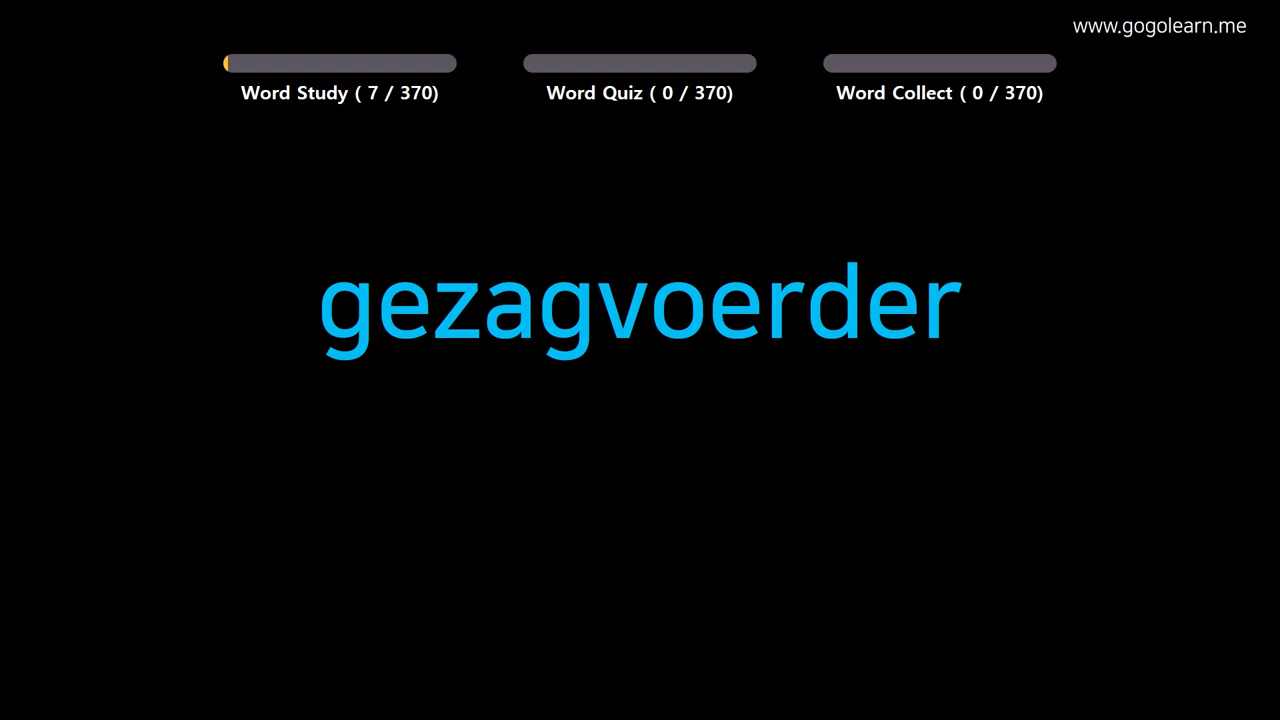 www.gogolearn.me
Word Study ( 7 / 370)
Word Quiz ( 0 / 370)
Word Collect ( 0 / 370)
gezagvoerder